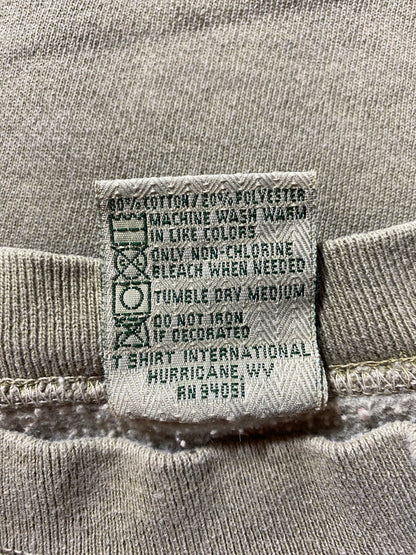 80% COTTON / 20% POLYESTER
MACHINE WASH WARM
IN LIKE COLORS
ONLY NON-CHLORINE
BLEACH WHEN NEEDED
TUMBLE DRY MEDIUM
DO NOT IRON
IF DECORATED
T SHIRT INTERNATIONAL
HURRICANE, WV
RN 94051